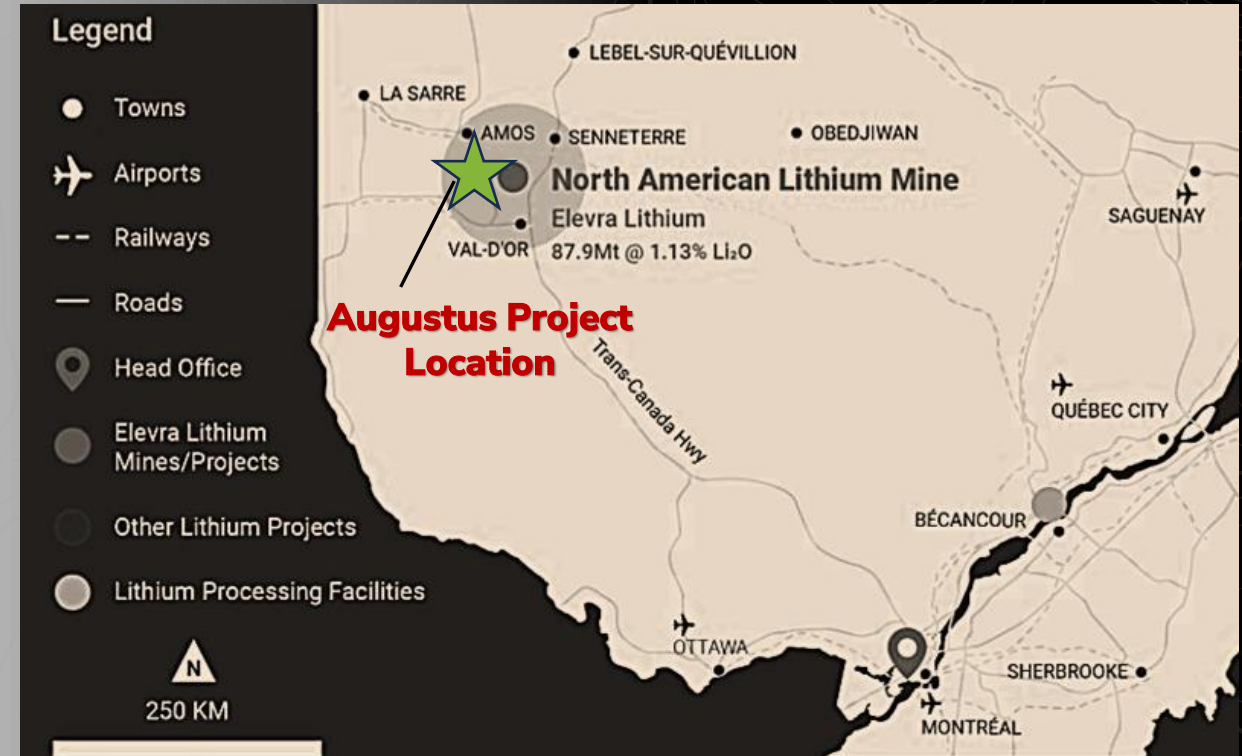 Legend
Towns
Airports
Railways
Roads
Head Office
Elevra Lithium
Mines/Projects
Other Lithium Projects
Lithium Processing Facilities
N
250 KM
LEBEL-SUR-QUÉVILLION
LA SARRE
AMOS
SENNETERRE
OBEDJIWAN
North American Lithium Mine
Elevra Lithium
87.9Mt @ 1.13% Li₂O
VAL-D'OR
SAGUENAY
Augustus Project
Location
Trans-Canada Hwy
QUÉBEC CITY
BÉCANCOUR
OTTAWA
SHERBROOKE
MONTRÉAL